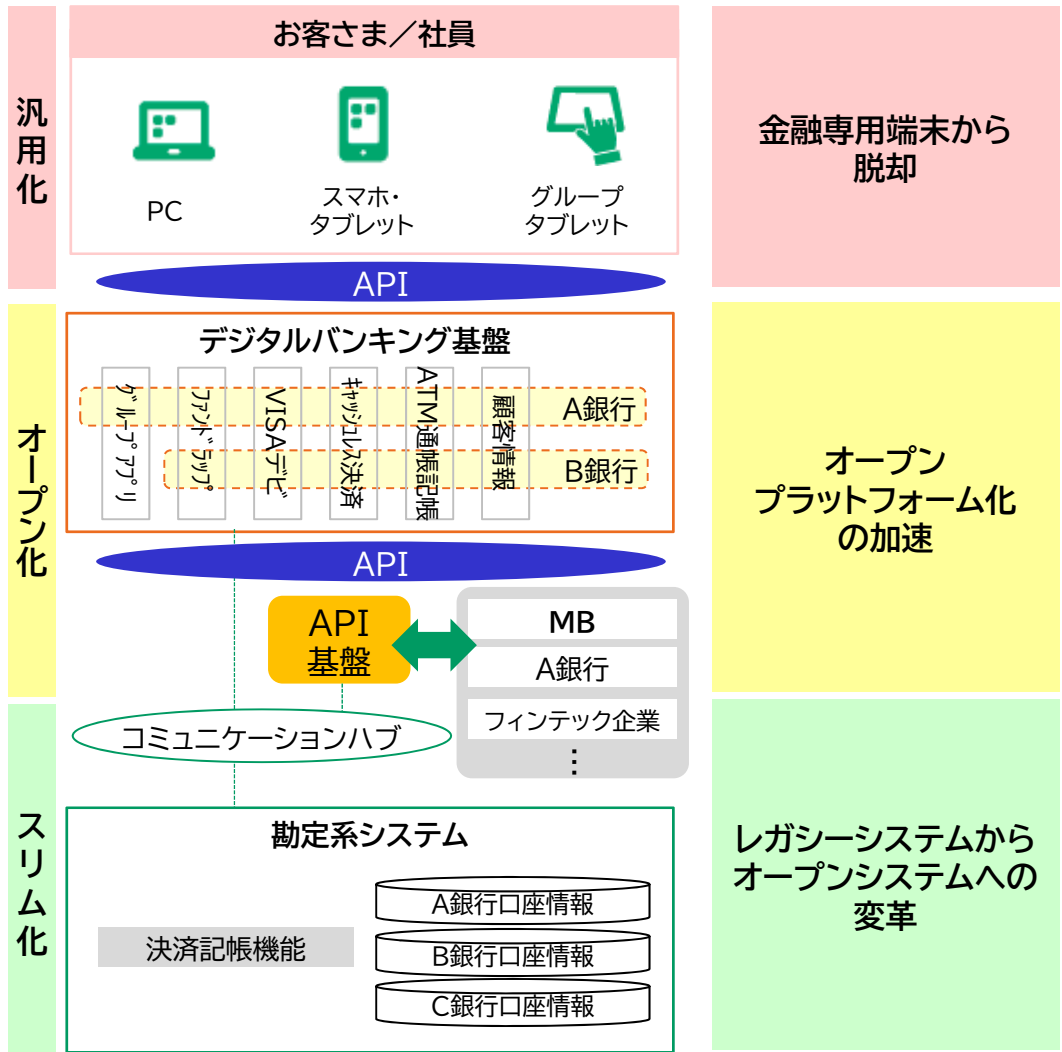 汎用化
お客さま／社員
PC
スマホ・
タブレット
グループ
タブレット
金融専用端末から
脱却
API
オープン化
デジタルバンキング基盤
グループアプリ
ファンドラップ
VISAデビ
キャッシュレス決済
ATM通帳記帳
顧客情報
A銀行
B銀行
オープン
プラットフォーム化
の加速
API
API
基盤
MB
A銀行
フィンテック企業
⋮
コミュニケーションハブ
スリム化
勘定系システム
決済記帳機能
A銀行口座情報
B銀行口座情報
C銀行口座情報
レガシーシステムから
オープンシステムへの
変革